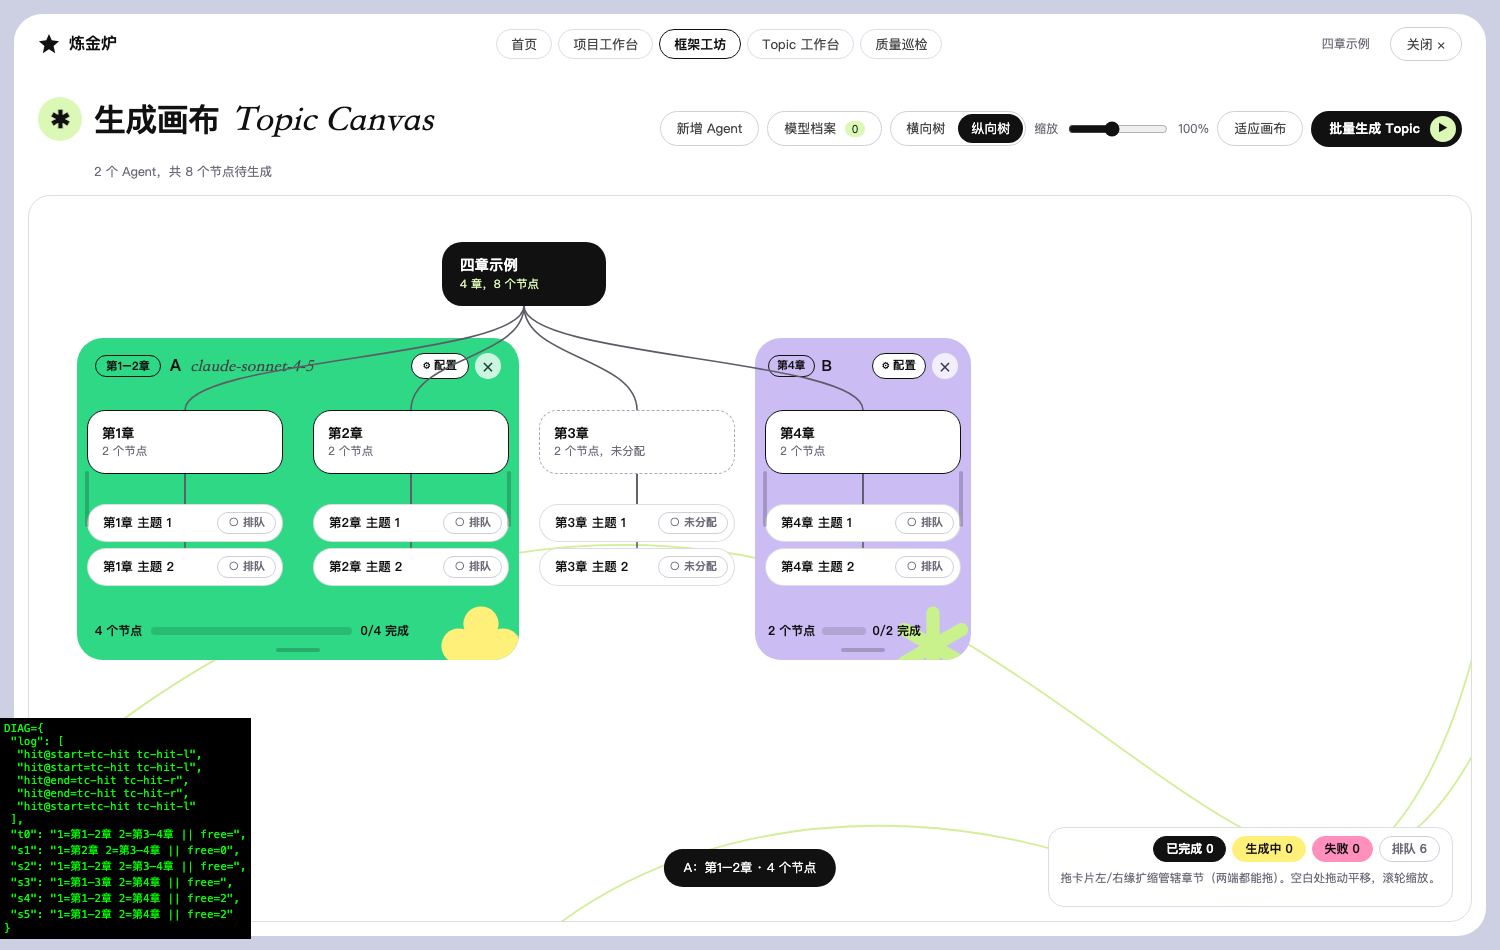 炼金炉
首页
项目工作台
框架工坊
Topic 工作台
质量巡检
四章示例
关闭 ×
生成画布 Topic Canvas
新增 Agent
模型档案 0
横向树
纵向树
缩放
100%
适应画布
批量生成 Topic
2 个 Agent，共 8 个节点待生成
四章示例
4 章，8 个节点
第1—2章 A claude-sonnet-4-5
配置 ×
第4章 B
配置 ×
第1章
2 个节点
第2章
2 个节点
第3章
2 个节点，未分配
第4章
2 个节点
第1章 主题 1 排队
第2章 主题 1 排队
第3章 主题 1 未分配
第4章 主题 1 排队
第1章 主题 2 排队
第2章 主题 2 排队
第3章 主题 2 未分配
第4章 主题 2 排队
4 个节点 0/4 完成
2 个节点 0/2 完成
DIAG={
"log": [
"hit@start=tc-hit tc-hit-l",
"hit@start=tc-hit tc-hit-l",
"hit@end=tc-hit tc-hit-r",
"hit@end=tc-hit tc-hit-r",
"hit@start=tc-hit tc-hit-l"
],
"t0": "1=第1—2章 2=第3—4章 || free=",
"s1": "1=第2章 2=第3—4章 || free=0",
"s2": "1=第1—2章 2=第3—4章 || free=",
"s3": "1=第1—3章 2=第4章 || free=",
"s4": "1=第1—2章 2=第4章 || free=2",
"s5": "1=第1—2章 2=第4章 || free=2"
}
A：第1—2章 · 4 个节点
已完成 0
生成中 0
失败 0
排队 6
拖卡片左/右缘扩缩管辖章节（两端都能拖）。空白处拖动平移，滚轮缩放。